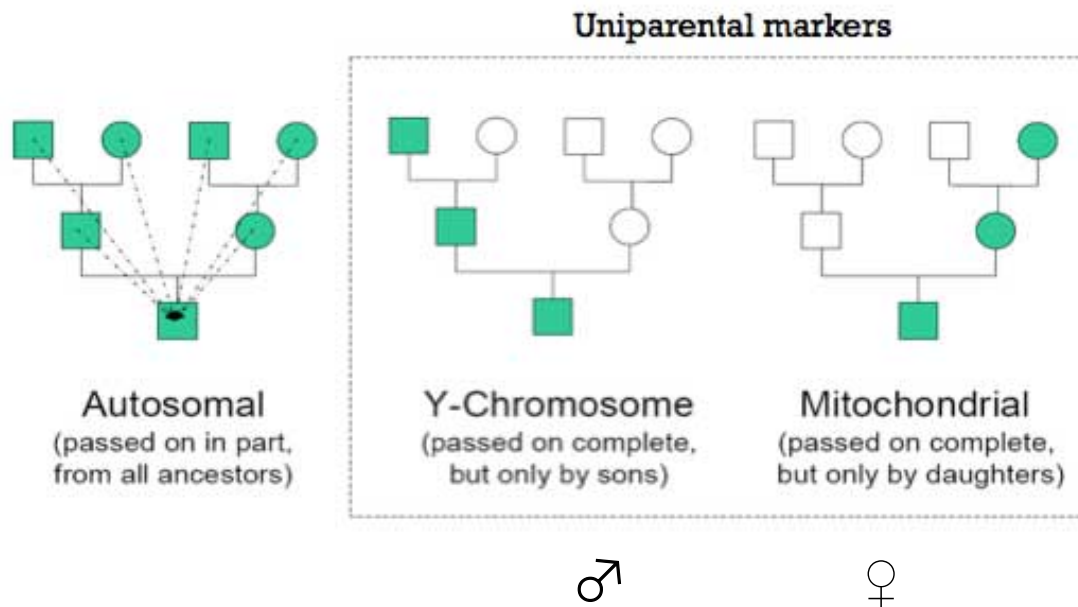 Uniparental markers
Autosomal
(passed on in part,
from all ancestors)
Y-Chromosome
(passed on complete,
but only by sons)
Mitochondrial
(passed on complete,
but only by daughters)
♂ ♀